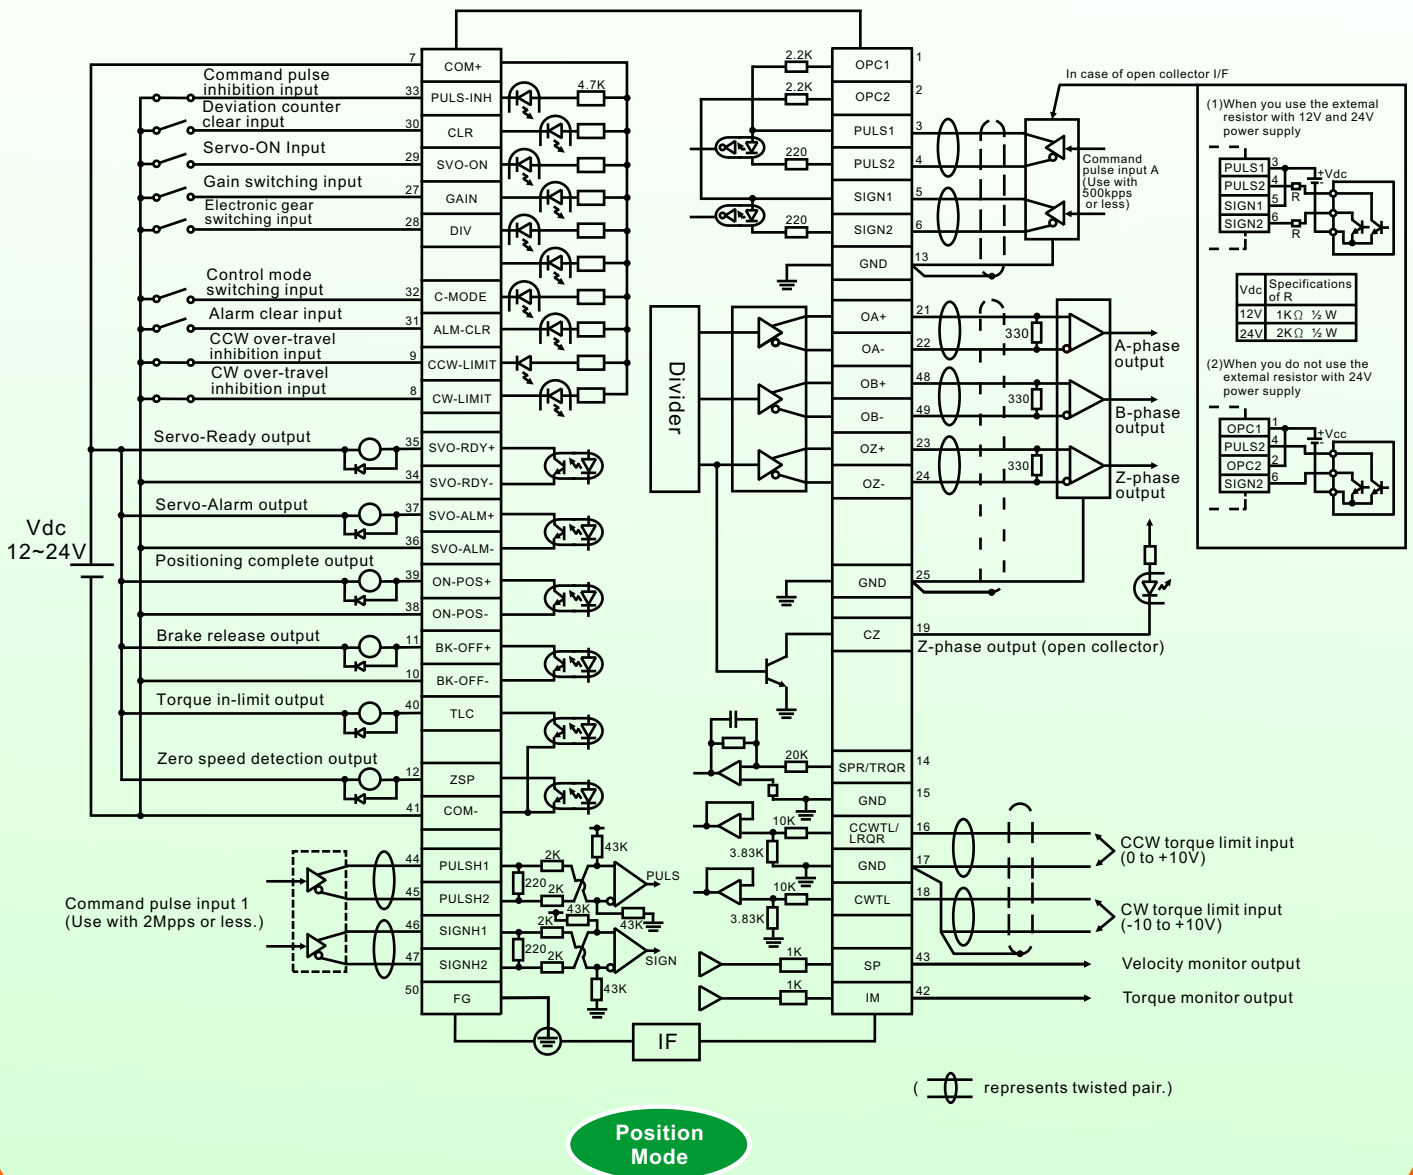 7
COM+
Command pulse
inhibition input
33
PULS-INH
4.7K
Deviation counter
clear input
30
CLR
Servo-ON Input
29
SVO-ON
Gain switching input
27
GAIN
Electronic gear
switching input
28
DIV
Control mode
switching input
32
C-MODE
Alarm clear input
31
ALM-CLR
CCW over-travel
inhibition input
9
CCW-LIMIT
CW over-travel
inhibition input
8
CW-LIMIT
Servo-Ready output
35
SVO-RDY+
34
SVO-RDY-
Servo-Alarm output
37
SVO-ALM+
36
SVO-ALM-
Vdc
12~24V
Positioning complete output
39
ON-POS+
38
ON-POS-
Brake release output
11
BK-OFF+
10
BK-OFF-
Torque in-limit output
40
TLC
Zero speed detection output
12
ZSP
41
COM-
Command pulse input 1
(Use with 2Mpps or less.)
44
PULSH1
45
PULSH2
46
SIGNH1
47
SIGNH2
50
FG
2K
220
2K
43K
PULS
43K
43K
2K
220
2K
SIGN
43K
IF
2.2K
OPC1
1
2.2K
OPC2
2
PULS1
3
220
PULS2
4
SIGN1
5
220
SIGN2
6
GND
13
Command
pulse input A
(Use with
500kpps
or less)
In case of open collector I/F
Divider
OA+
21
OA-
22
330
A-phase
output
OB+
48
OB-
49
330
B-phase
output
OZ+
23
OZ-
24
330
Z-phase
output
GND
25
CZ
19
Z-phase output (open collector)
20K
SPR/TRQR
14
GND
15
10K
3.83K
CCWTL/
LRQR
16
GND
17
CCW torque limit input
(0 to +10V)
10K
3.83K
CWTL
18
CW torque limit input
(-10 to +10V)
1K
SP
43
Velocity monitor output
1K
IM
42
Torque monitor output
(1)When you use the extemal
resistor with 12V and 24V
power supply
PULS1
3
PULS2
4
SIGN1
5
SIGN2
6
+Vdc
-
R
R
Vdc
Specifications
of R
12V
1KΩ ½ W
24V
2KΩ ½ W
(2)When you do not use the
extemal resistor with 24V
power supply
OPC1
1
PULS2
4
OPC2
2
SIGN2
6
+Vcc
-
( represents twisted pair.)
Position
Mode